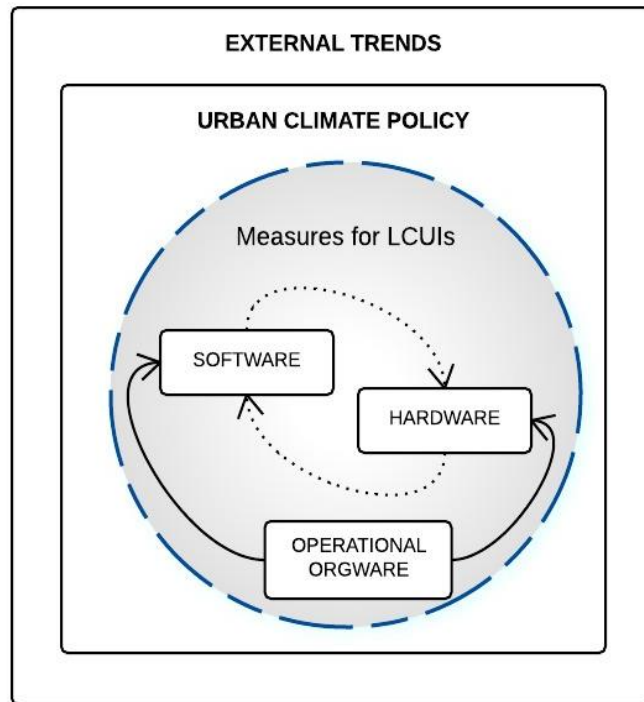 EXTERNAL TRENDS
URBAN CLIMATE POLICY
Measures for LCUIs
SOFTWARE
HARDWARE
OPERATIONAL
ORGWARE